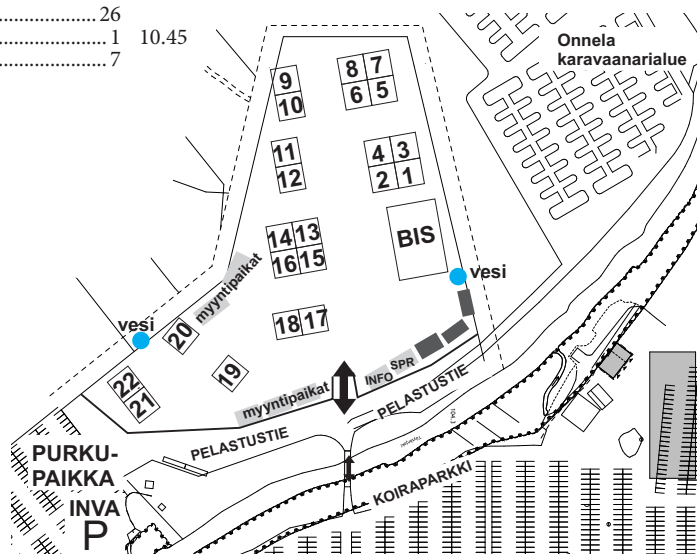 ............................ 26
............................ 1 10.45
............................ 7
Onnela
karavaanarialue
8 7
6 5
9
10
4 3
2 1
11
12
BIS
14 13
16 15
myyntipaikat
vesi
vesi
18 17
20
19
22
21
SPR
INFO
myyntipaikat
PELASTUSTIE
PELASTUSTIE
104.3
PURKU-
PAIKKA
KOIRAPARKKI
INVA
P